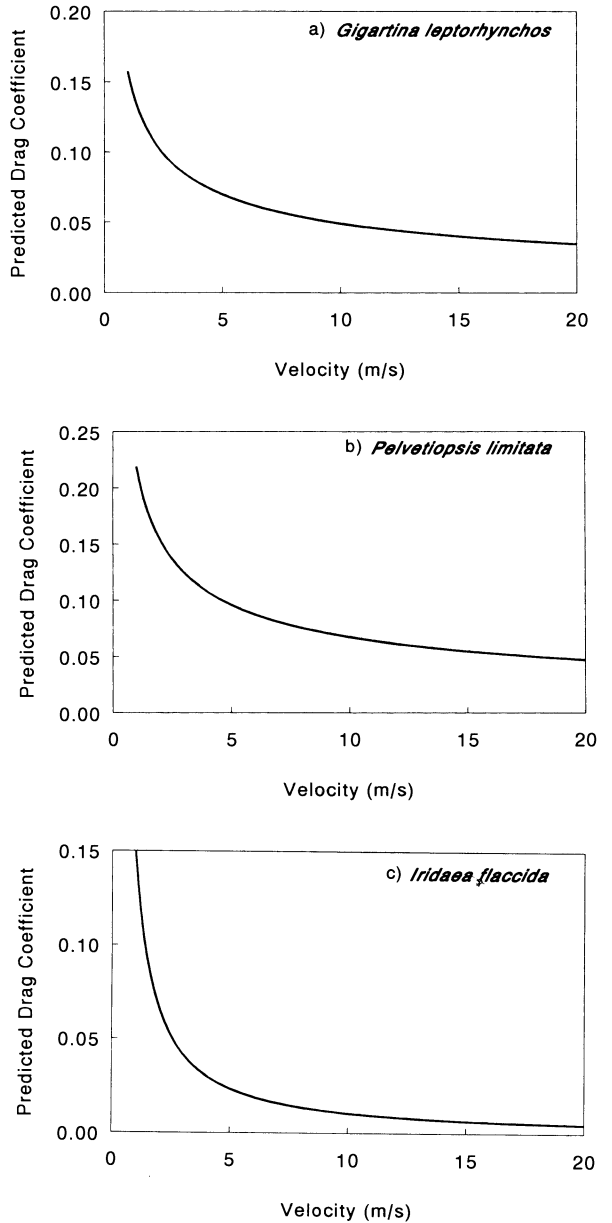 0.20
a) Gigartina leptorhynchos
0.15
0.10
0.05
0.00
Predicted Drag Coefficient
0 5 10 15 20
Velocity (m/s)
0.25
b) Pelvetiopsis limitata
0.20
0.15
0.10
0.05
0.00
Predicted Drag Coefficient
0 5 10 15 20
Velocity (m/s)
0.15
c) Iridaea flaccida
0.10
0.05
0.00
Predicted Drag Coefficient
0 5 10 15 20
Velocity (m/s)